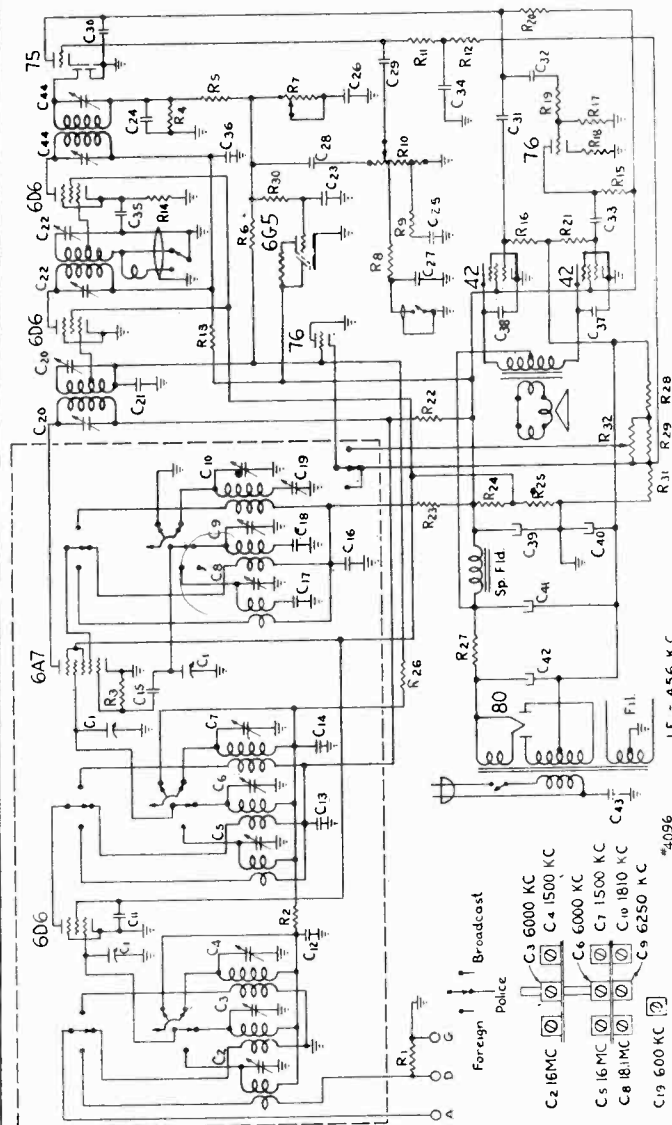 75
C30
R20
C44
C44
R5
R11
R12
C32
C24
R4
R7
C26
C29
C34
R19
R17
6D6
C36
C28
R10
C31
76
R18
C22
C35
R14
R30
C23
R15
C22
R6
6G5
R9
C25
R16
R21
C33
6D6
R8
C27
42
42
R13
76
C38
C37
C20
C20
C21
R22
R28
R32
R29
C10
C19
R24
R25
R31
C9
C18
R23
C39
C40
C8
C17
C16
Sp. Fld.
C41
6A7
R3
C15
C1
R27
C1
R26
C42
C7
C14
80
C6
C5
C13
Fil.
I.F. = 456 KC
6D6
C11
C1
R2
C43
#4096
C4
C12
C3
C2
Broadcast
Police
Foreign
R1
A
D
G
C3 6000 KC
C2 16MC
C4 1500 KC
C6 6000 KC
C5 16MC
C7 1500 KC
C8 18.1MC
C10 1810 KC
C9 6250 KC
C19 600KC